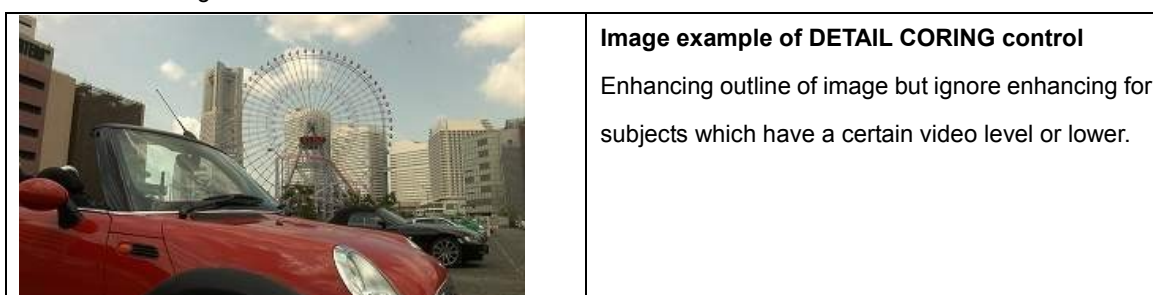 Image example of DETAIL CORING control
Enhancing outline of image but ignore enhancing for
subjects which have a certain video level or lower.